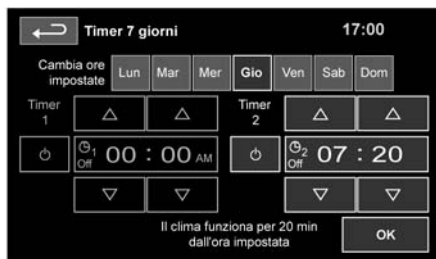 Timer 7 giorni 17:00
Cambia ore
impostate
Lun Mar Mer Gio Ven Sab Dom
Timer
1
Timer
2
1
Off
00 : 00 AM
2
Off
07 : 20
Il clima funziona per 20 min
dall'ora impostata
OK